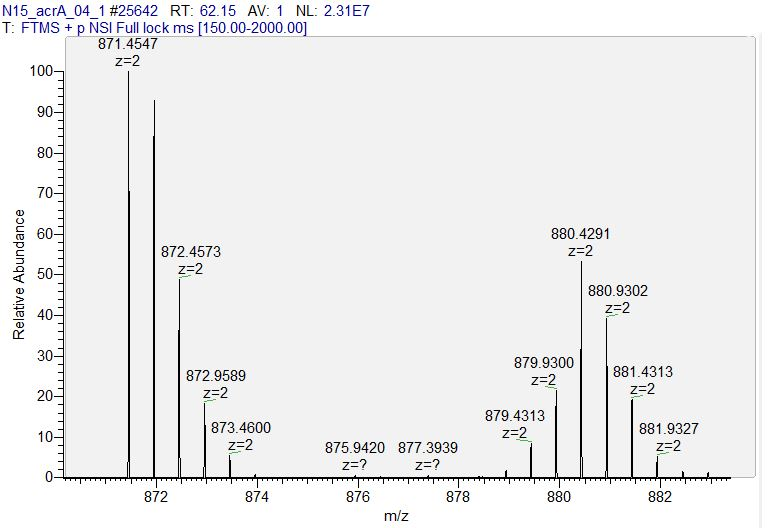 N15_acrA_04_1 #25642 RT: 62.15 AV: 1 NL: 2.31E7
T: FTMS + p NSI Full lock ms [150.00-2000.00]
871.4547
z=2
100
90
80
70
60
50
40
30
20
10
0
Relative Abundance
872.4573
z=2
872.9589
z=2
873.4600
z=2
875.9420
z=?
877.3939
z=?
879.4313
z=2
879.9300
z=2
880.4291
z=2
880.9302
z=2
881.4313
z=2
881.9327
z=2
872 874 876 878 880 882
m/z